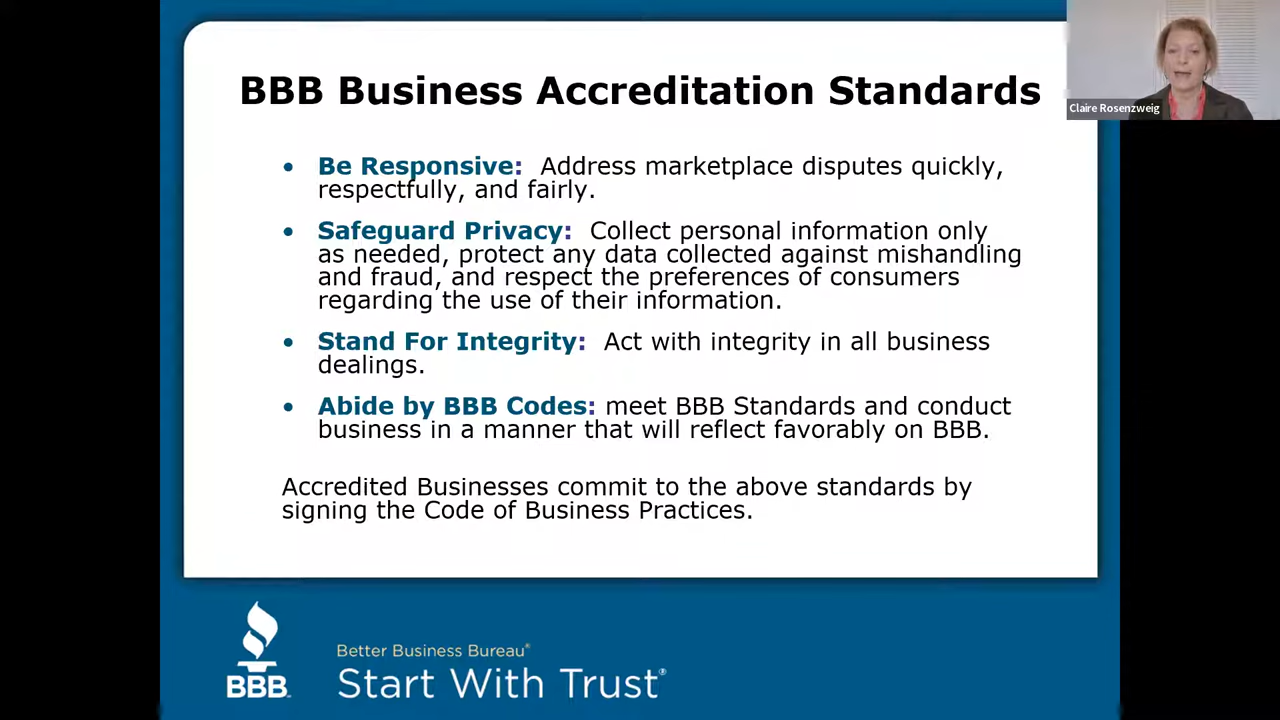 BBB Business Accreditation Standards
Claire Rosenzweig
• Be Responsive: Address marketplace disputes quickly,
respectfully, and fairly.
• Safeguard Privacy: Collect personal information only
as needed, protect any data collected against mishandling
and fraud, and respect the preferences of consumers
regarding the use of their information.
• Stand For Integrity: Act with integrity in all business
dealings.
• Abide by BBB Codes: meet BBB Standards and conduct
business in a manner that will reflect favorably on BBB.
Accredited Businesses commit to the above standards by
signing the Code of Business Practices.
BBB
Better Business Bureau®
Start With Trust®